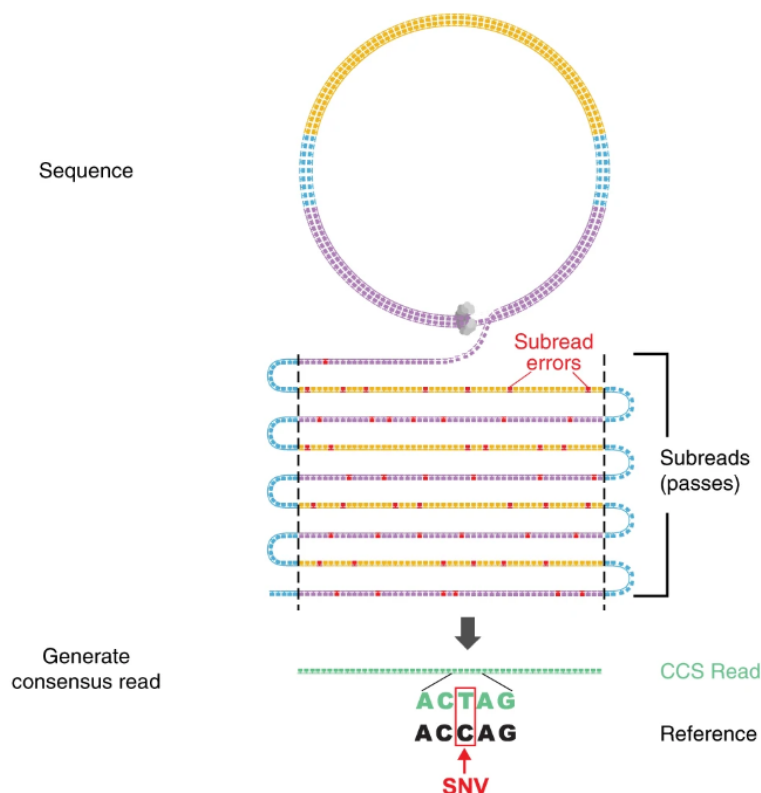 Sequence
Subread
errors
Subreads
(passes)
Generate
consensus read
CCS Read
ACTAG
ACCAG
Reference
SNV